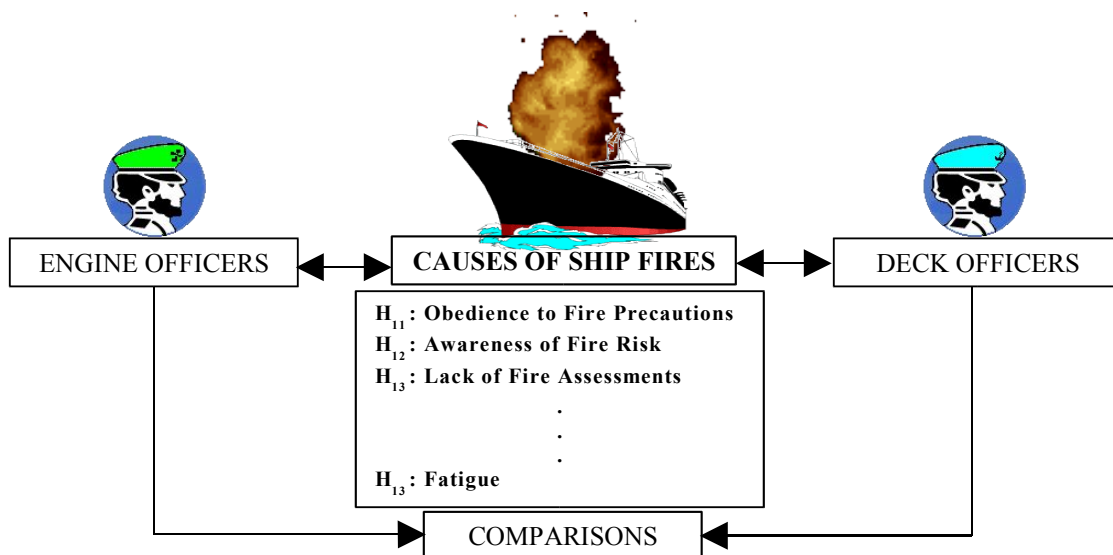 ENGINE OFFICERS
CAUSES OF SHIP FIRES
DECK OFFICERS
H₁₁: Obedience to Fire Precautions
H₁₂: Awareness of Fire Risk
H₁₃: Lack of Fire Assessments
.
.
.
H₁₃: Fatigue
COMPARISONS